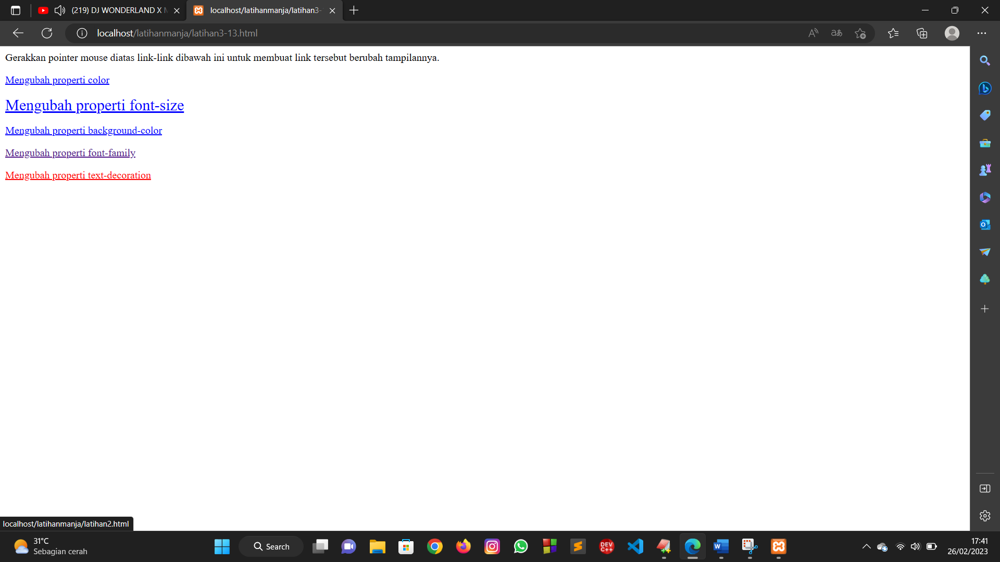 (219) DJ WONDERLAND X
localhost/latihanmanja/latihan3-
localhost/latihanmanja/latihan3-13.html
Gerakkan pointer mouse diatas link-link dibawah ini untuk membuat link tersebut berubah tampilannya.
Mengubah properti color
Mengubah properti font-size
Mengubah properti background-color
Mengubah properti font-family
Mengubah properti text-decoration
localhost/latihanmanja/latihan2.html
31°C
Sebagian cerah
Search
DEV
C++
17:41
26/02/2023